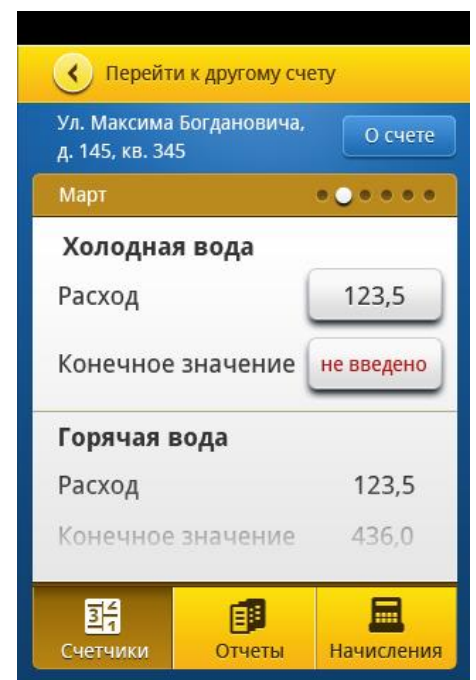 Перейти к другому счету
Ул. Максима Богдановича,
д. 145, кв. 345
О счете
Март
Холодная вода
Расход 123,5
Конечное значение не введено
Горячая вода
Расход 123,5
Конечное значение 436,0
Счетчики Отчеты Начисления